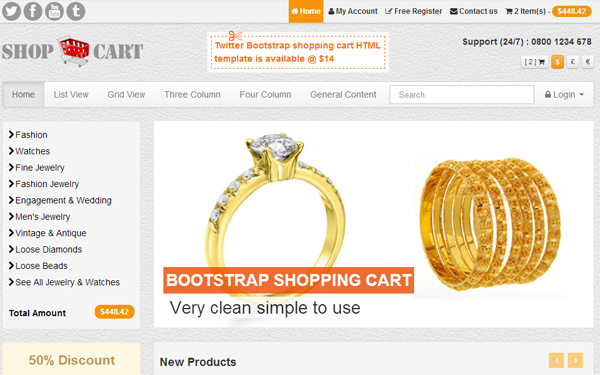 Home My Account Free Register Contact us 2 Item(s) - $448.42
SHOP CART
Twitter Bootstrap shopping cart HTML
template is available @ $14
Support (24/7) : 0800 1234 678
[ 2 ] $ £ €
Home List View Grid View Three Column Four Column General Content Search Login
Fashion
Watches
Fine Jewelry
Fashion Jewelry
Engagement & Wedding
Men's Jewelry
Vintage & Antique
Loose Diamonds
Loose Beads
See All Jewelry & Watches
Total Amount $448.42
BOOTSTRAP SHOPPING CART
Very clean simple to use
50% Discount
New Products ‹ ›